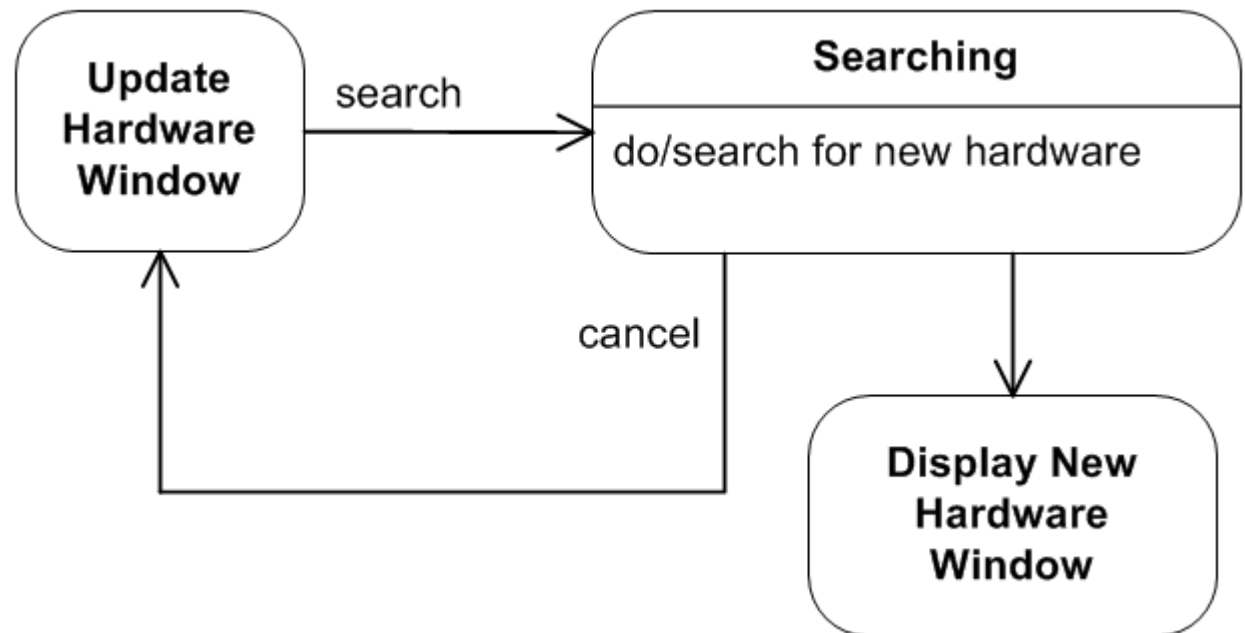 Update
Hardware
Window
search
Searching
do/search for new hardware
cancel
Display New
Hardware
Window